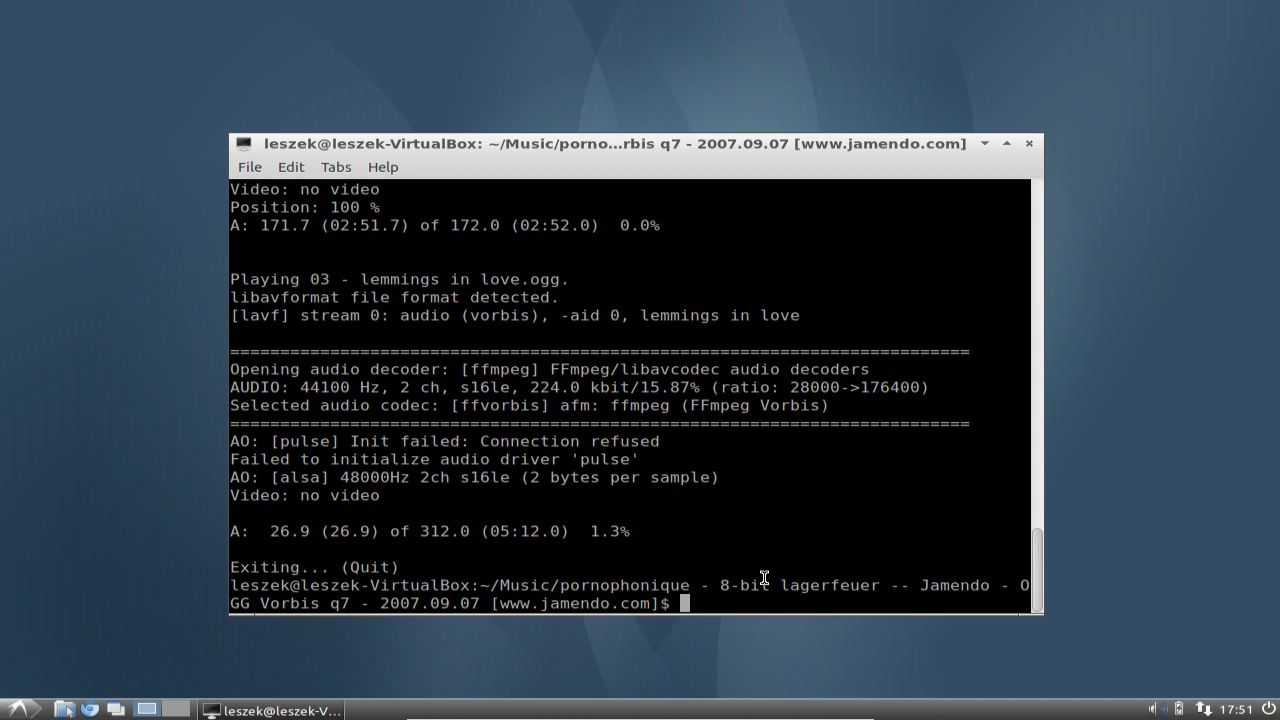 leszek@leszek-VirtualBox: ~/Music/porno...rbis q7 - 2007.09.07 [www.jamendo.com]
File Edit Tabs Help
Video: no video
Position: 100 %
A: 171.7 (02:51.7) of 172.0 (02:52.0)  0.0%
Playing 03 - lemmings in love.ogg.
libavformat file format detected.
[lavf] stream 0: audio (vorbis), -aid 0, lemmings in love
==========================================================================
Opening audio decoder: [ffmpeg] FFmpeg/libavcodec audio decoders
AUDIO: 44100 Hz, 2 ch, s16le, 224.0 kbit/15.87% (ratio: 28000->176400)
Selected audio codec: [ffvorbis] afm: ffmpeg (FFmpeg Vorbis)
==========================================================================
AO: [pulse] Init failed: Connection refused
Failed to initialize audio driver 'pulse'
AO: [alsa] 48000Hz 2ch s16le (2 bytes per sample)
Video: no video
A:  26.9 (26.9) of 312.0 (05:12.0)  1.3%
Exiting... (Quit)
leszek@leszek-VirtualBox:~/Music/pornophonique - 8-bit lagerfeuer -- Jamendo - O
GG Vorbis q7 - 2007.09.07 [www.jamendo.com]$
leszek@leszek-V...
17:51